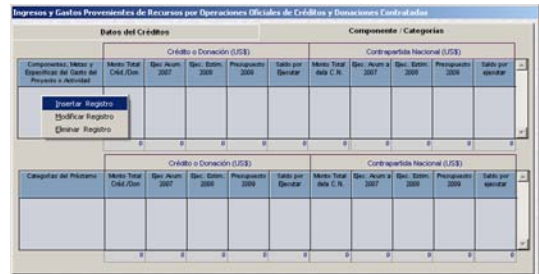 Ingresos y Gastos Provenientes de Recursos por Operaciones Oficiales de Créditos y Donaciones Contratadas
Datos del Créditos
Componente / Categorías
Crédito o Donación (US$)
Contrapartida Nacional (US$)
Componentes, Metas y
Específicas del Gasto del
Proyecto o Actividad
Monto Total
Créd./Don
Ejec. Acum.
2007
Ejec. Estim.
2008
Presupuesto
2009
Saldo por
Ejecutar
Monto Total
dela C.N.
Ejec. Acum a
2007
Ejec. Estim.
2008
Presupuesto
2009
Saldo por
ejecutar
Insertar Registro
Modificar Registro
Eliminar Registro
0 0 0 0 0 0 0 0 0 0
Crédito o Donación (US$)
Contrapartida Nacional (US$)
Categorías del Préstamo
Monto Total
Créd./Don
Ejec. Acum
2007
Ejec. Estim.
2008
Presupuesto
2009
Saldo por
Ejecutar
Monto Total
dela C.N.
Ejec. Acum a
2007
Ejec. Estim.
2008
Presupuesto
2009
Saldo por
ejecutar
0 0 0 0 0 0 0 0 0 0